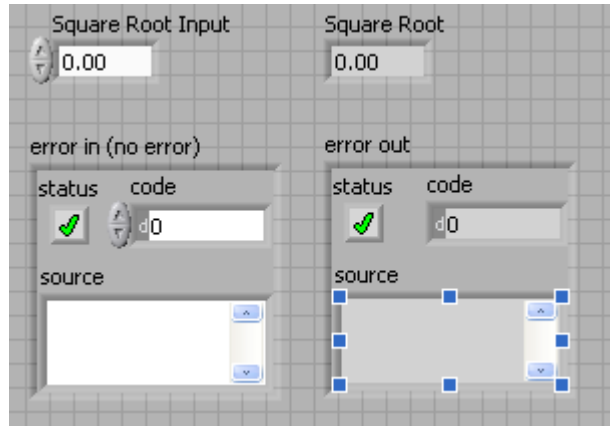 Square Root Input
Square Root
0.00
0.00
error in (no error)
error out
status
code
status
code
d0
d0
source
source